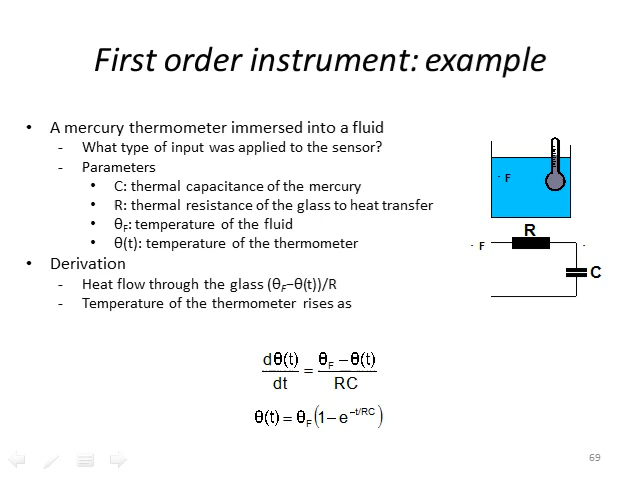 First order instrument: example
• A mercury thermometer immersed into a fluid
- What type of input was applied to the sensor?
- Parameters
• C: thermal capacitance of the mercury
• R: thermal resistance of the glass to heat transfer
• θF: temperature of the fluid
• θ(t): temperature of the thermometer
• Derivation
- Heat flow through the glass (θF–θ(t))/R
- Temperature of the thermometer rises as
F
R
F
C
dθ(t)/dt = θF – θ(t)/RC
θ(t) = θF(1–e–t/RC)
69